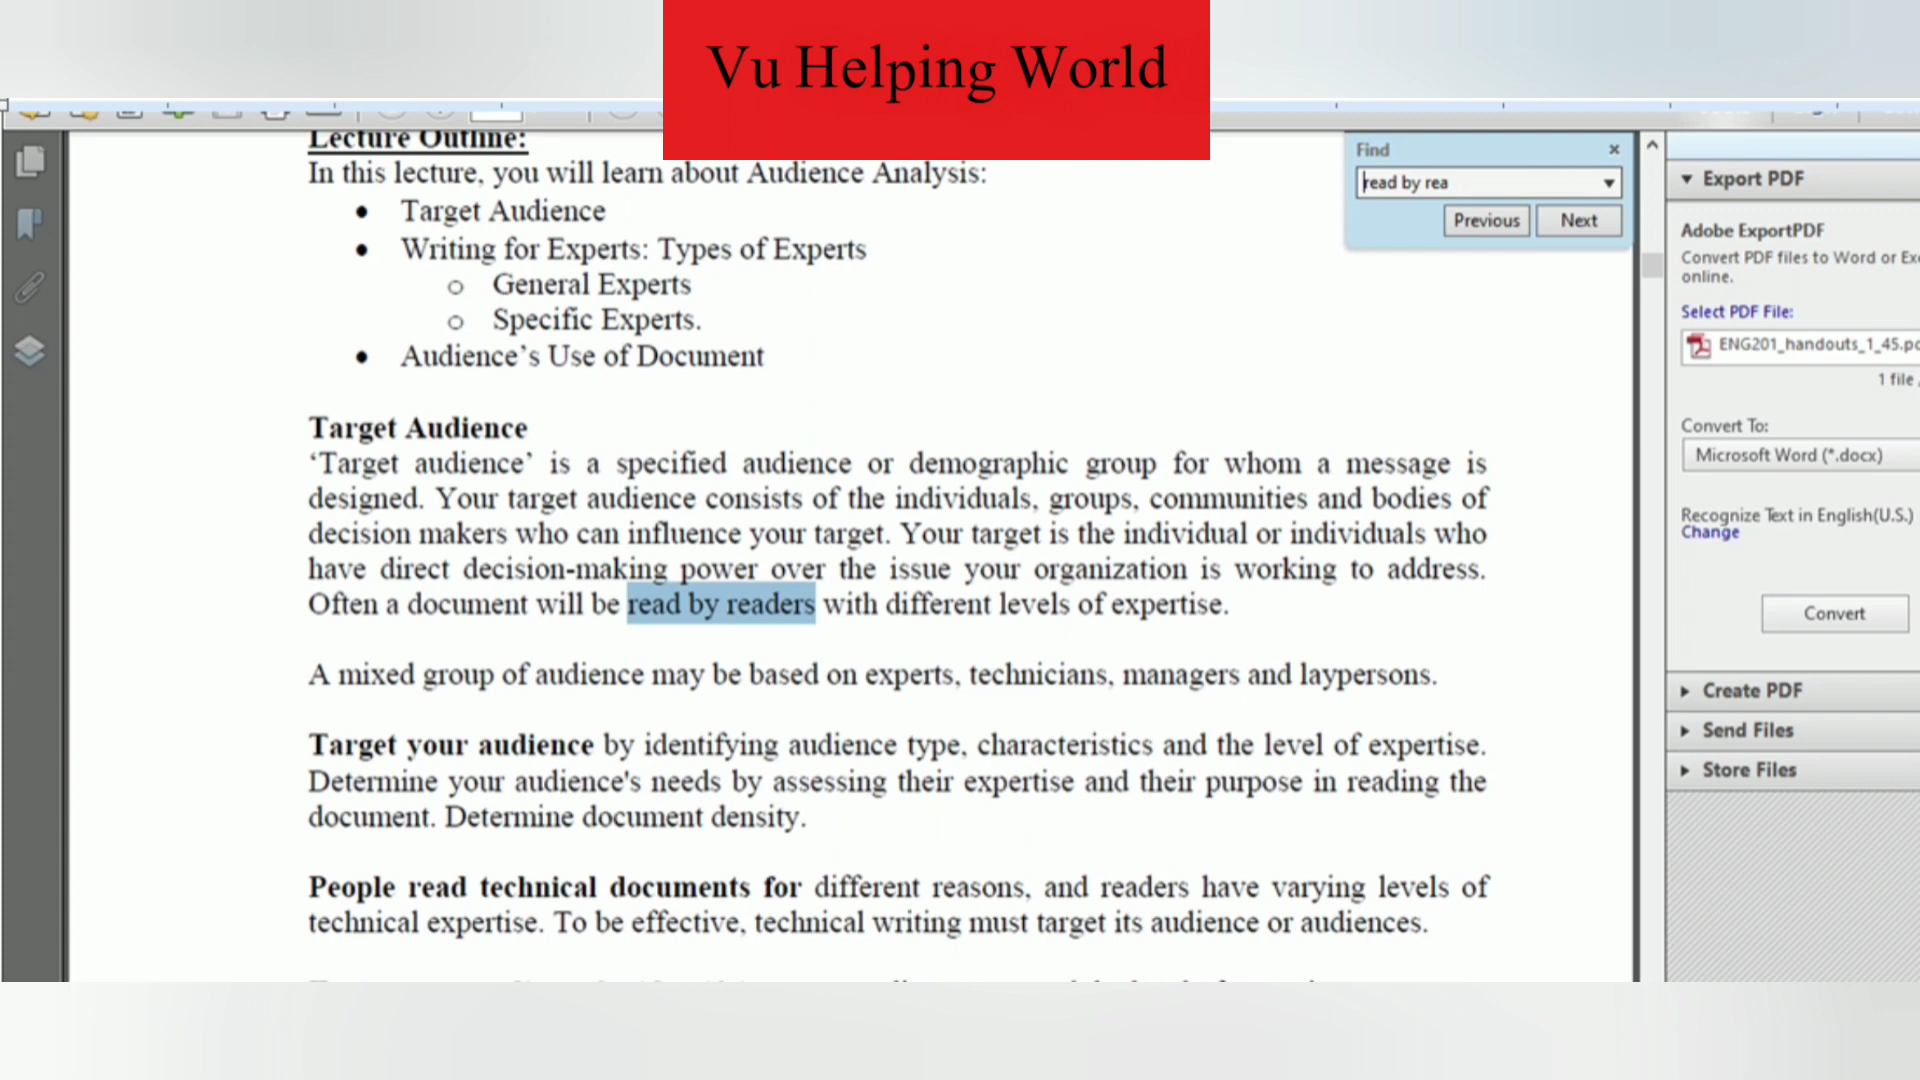 Vu Helping World
Lecture Outline:
In this lecture, you will learn about Audience Analysis:
• Target Audience
• Writing for Experts: Types of Experts
o General Experts
o Specific Experts.
• Audience’s Use of Document
Target Audience
‘Target audience’ is a specified audience or demographic group for whom a message is
designed. Your target audience consists of the individuals, groups, communities and bodies of
decision makers who can influence your target. Your target is the individual or individuals who
have direct decision-making power over the issue your organization is working to address.
Often a document will be read by readers with different levels of expertise.
A mixed group of audience may be based on experts, technicians, managers and laypersons.
Target your audience by identifying audience type, characteristics and the level of expertise.
Determine your audience's needs by assessing their expertise and their purpose in reading the
document. Determine document density.
People read technical documents for different reasons, and readers have varying levels of
technical expertise. To be effective, technical writing must target its audience or audiences.
Find
read by rea
Previous Next
Export PDF
Adobe ExportPDF
Convert PDF files to Word or
online.
Select PDF File:
ENG201_handouts_1_45.p
1 file
Convert To:
Microsoft Word (*.docx)
Recognize Text in English(U.S.)
Change
Convert
Create PDF
Send Files
Store Files